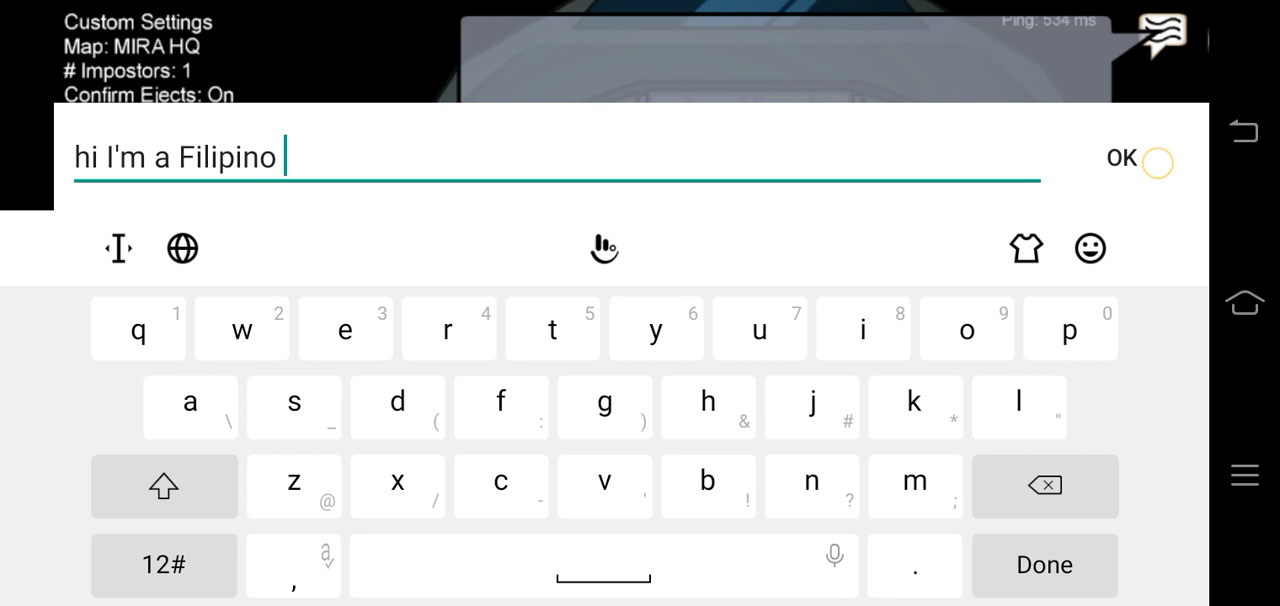 Custom Settings
Map: MIRA HQ
# Impostors: 1
Confirm Ejects: On
Ping: 534 ms
hi I'm a Filipino
OK
q 1 w 2 e 3 r 4 t 5 y 6 u 7 i 8 o 9 p 0
a \ s _ d ( f : g ) h & j # k * l "
z @ x / c - v ' b ! n ? m ;
12# , a . Done